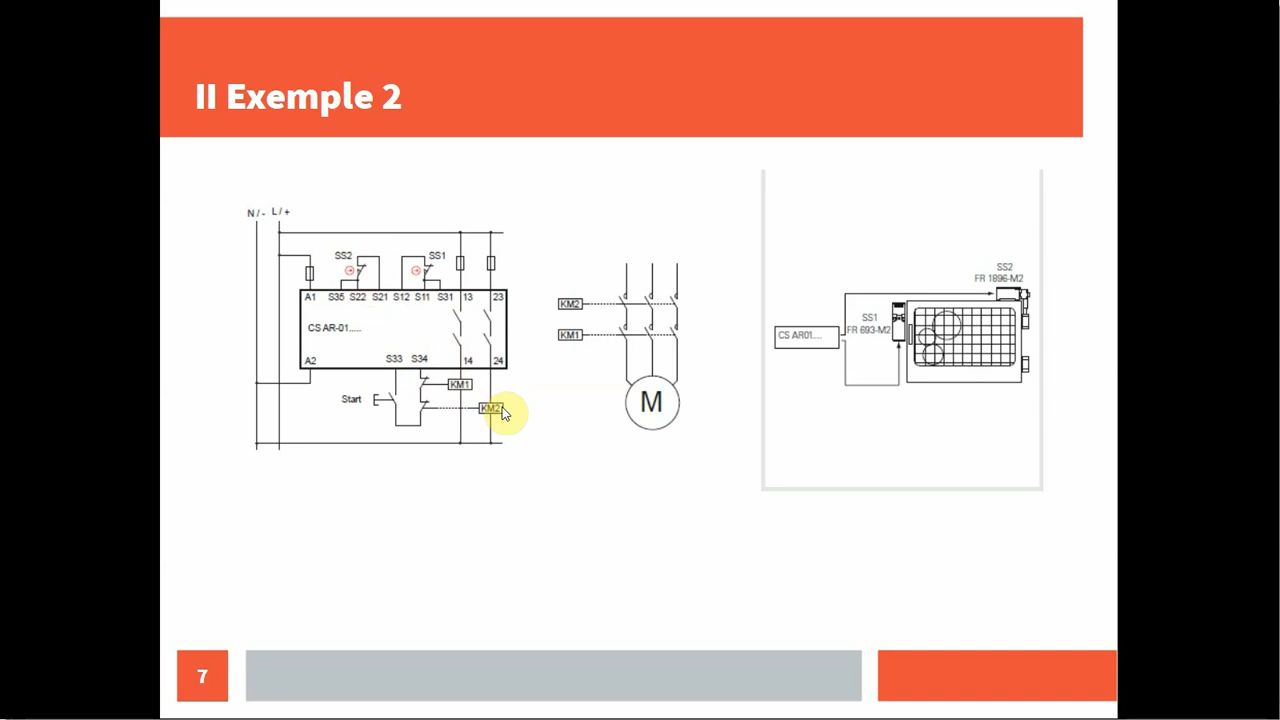 II Exemple 2
N/- L/+
SS2 SS1
A1 S35 S22 S21 S12 S11 S31 13 23
CS AR-01.....
A2 S33 S34 14 24
KM1
Start
KM2
KM2
KM1
M
SS2
FR 1896-M2
SS1
FR 693-M2
CS AR01....
7